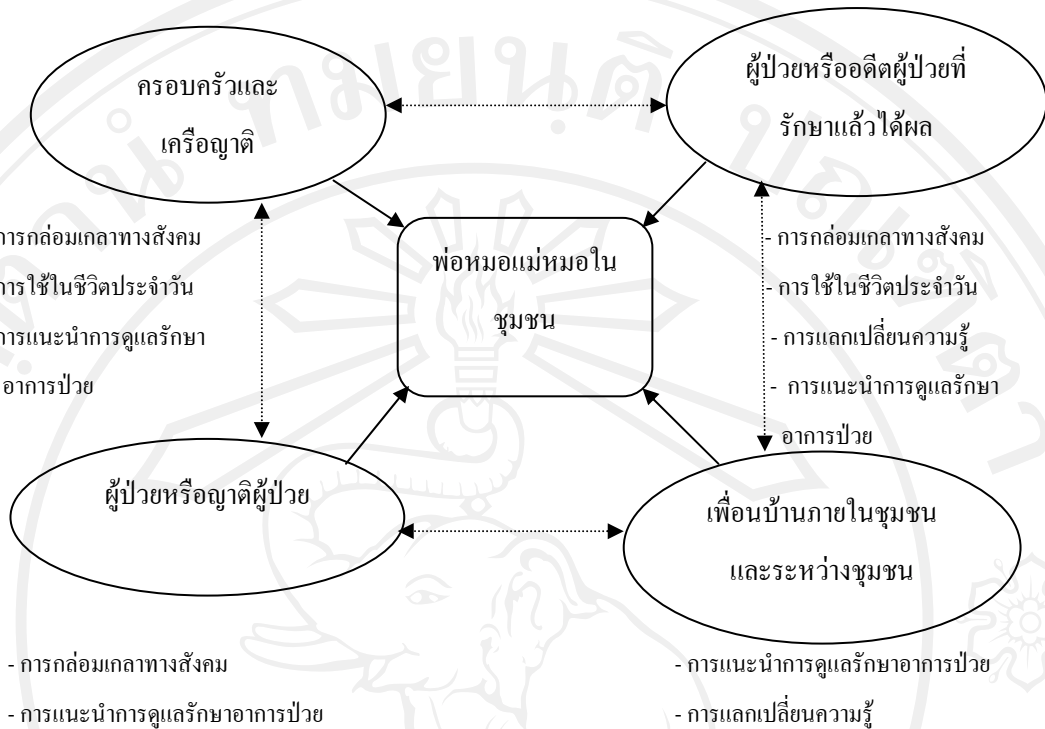 ครอบครัวและ
เครือญาติ
ผู้ป่วยหรืออดีตผู้ป่วยที่
รักษาแล้วได้ผล
การกล่อมเกลาทางสังคม
การใช้ในชีวิตประจำวัน
การแนะนำการดูแลรักษา
อาการป่วย
พ่อหมอแม่หมอใน
ชุมชน
- การกล่อมเกลาทางสังคม
- การใช้ในชีวิตประจำวัน
- การแลกเปลี่ยนความรู้
- การแนะนำการดูแลรักษา
อาการป่วย
ผู้ป่วยหรือญาติผู้ป่วย
เพื่อนบ้านภายในชุมชน
และระหว่างชุมชน
- การกล่อมเกลาทางสังคม
- การแนะนำการดูแลรักษาอาการป่วย
- การแนะนำการดูแลรักษาอาการป่วย
- การแลกเปลี่ยนความรู้